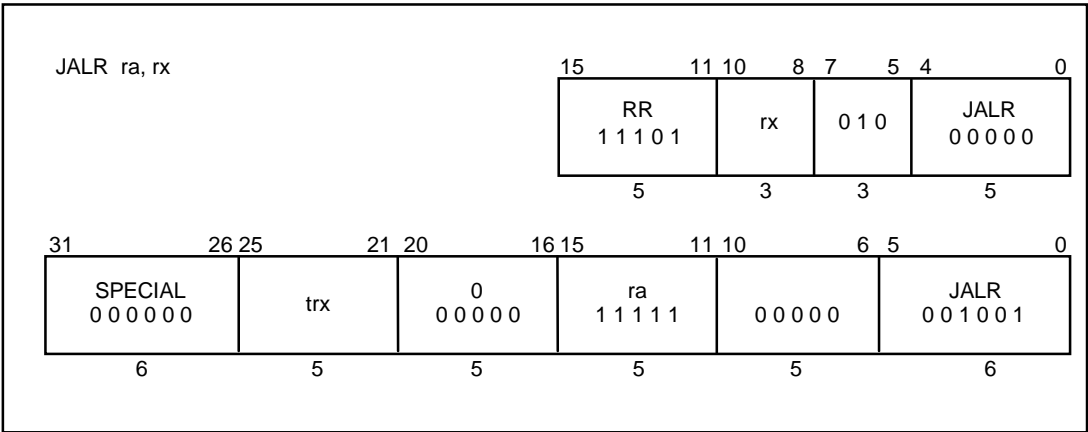 JALR ra, rx
15 11 10 8 7 5 4 0
RR rx 0 1 0 JALR
1 1 1 0 1 0 0 0 0 0
5 3 3 5
31 26 25 21 20 16 15 11 10 6 5 0
SPECIAL trx 0 ra JALR
0 0 0 0 0 0 0 0 0 0 0 1 1 1 1 1 0 0 0 0 0 0 0 1 0 0 1
6 5 5 5 5 6